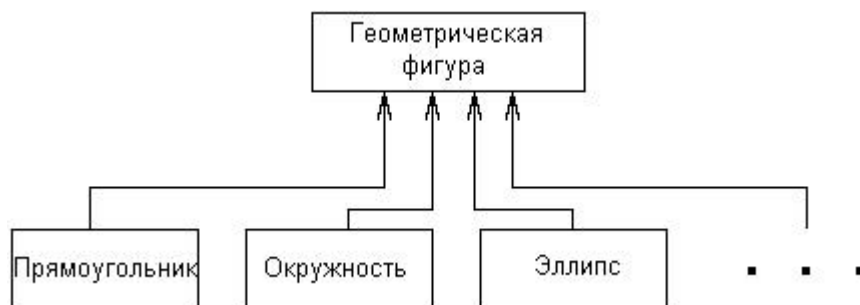 Геометрическая
фигура
Прямоугольник
Окружность
Эллипс
. . .